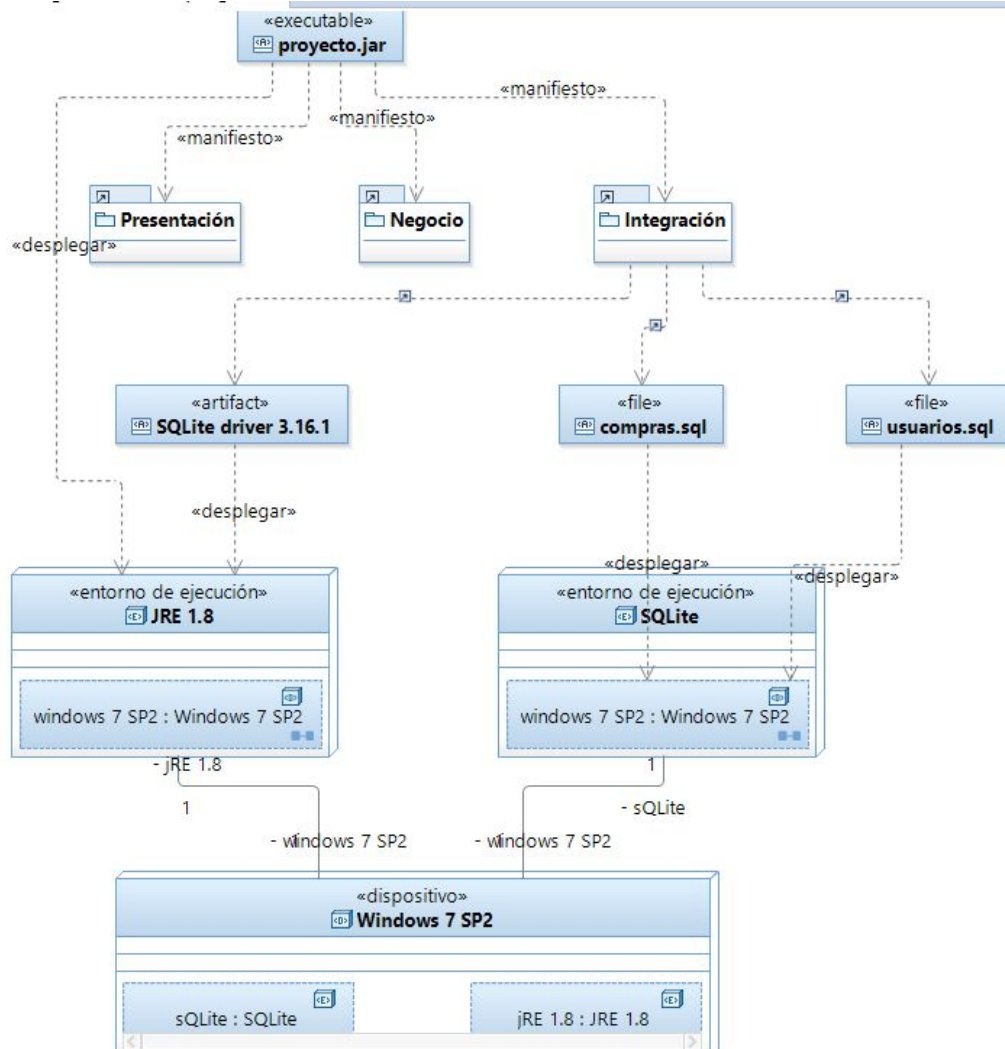 «executable»
proyecto.jar
«manifiesto»
«manifiesto»
«manifiesto»
Presentación
Negocio
Integración
«desplegar»
«artifact»
SQLite driver 3.16.1
«file»
compras.sql
«file»
usuarios.sql
«desplegar»
«desplegar»
«desplegar»
«entorno de ejecución»
JRE 1.8
«entorno de ejecución»
SQLite
windows 7 SP2 : Windows 7 SP2
windows 7 SP2 : Windows 7 SP2
- jRE 1.8
1
1
- sQLite
- windows 7 SP2
- windows 7 SP2
«dispositivo»
Windows 7 SP2
sQLite : SQLite
jRE 1.8 : JRE 1.8